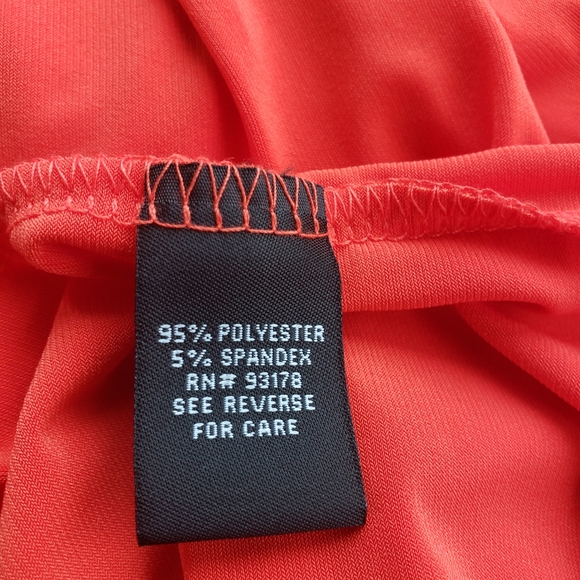 95% POLYESTER
5% SPANDEX
RN# 93178
SEE REVERSE
FOR CARE